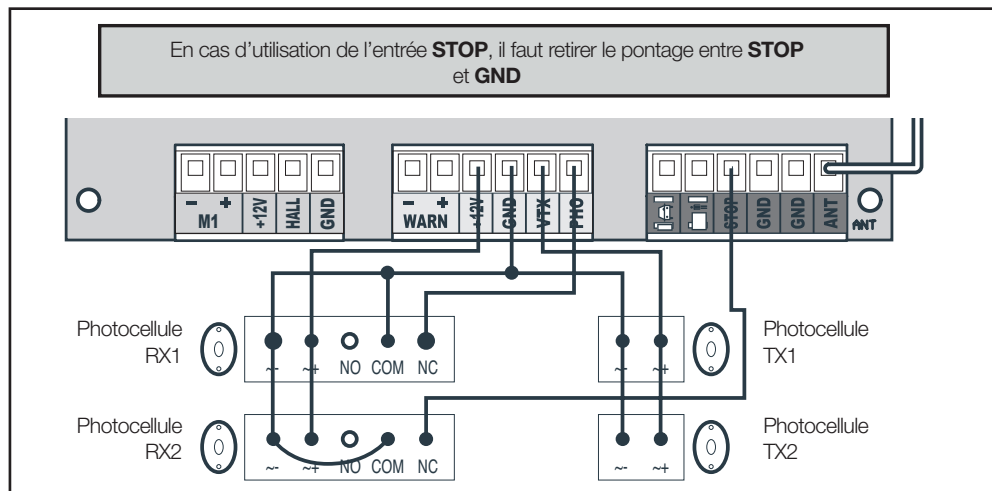 En cas d’utilisation de l’entrée STOP, il faut retirer le pontage entre STOP
et GND
- + M1 +12V HALL GND
- + WARN +12V GND VTX PHO
STOP GND GND ANT
ANT
Photocellule
RX1
~- ~+ NO COM NC
Photocellule
TX1
~- ~+
Photocellule
RX2
~- ~+ NO COM NC
Photocellule
TX2
~- ~+